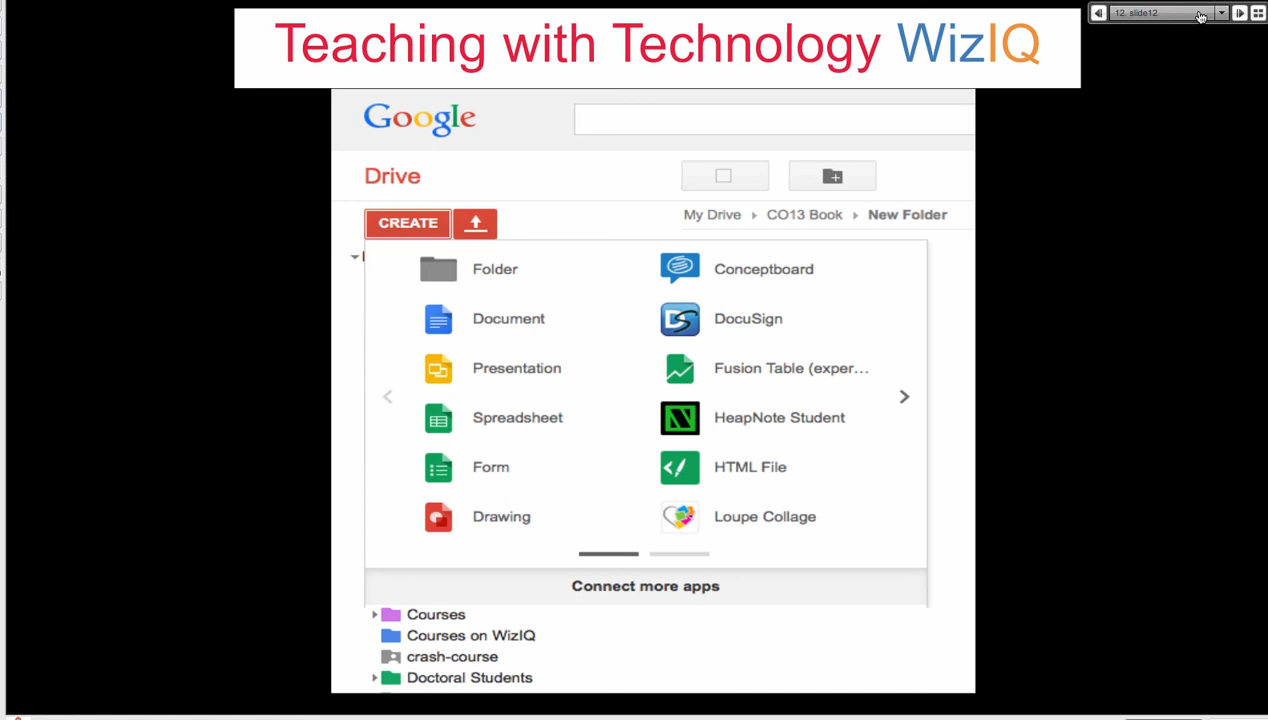 12. slide12
Teaching with Technology WizIQ
Google
Drive
CREATE
My Drive CO13 Book New Folder
Folder
Conceptboard
Document
DocuSign
Presentation
Fusion Table (exper...
Spreadsheet
HeapNote Student
Form
HTML File
Drawing
Loupe Collage
Connect more apps
Courses
Courses on WizIQ
crash-course
Doctoral Students